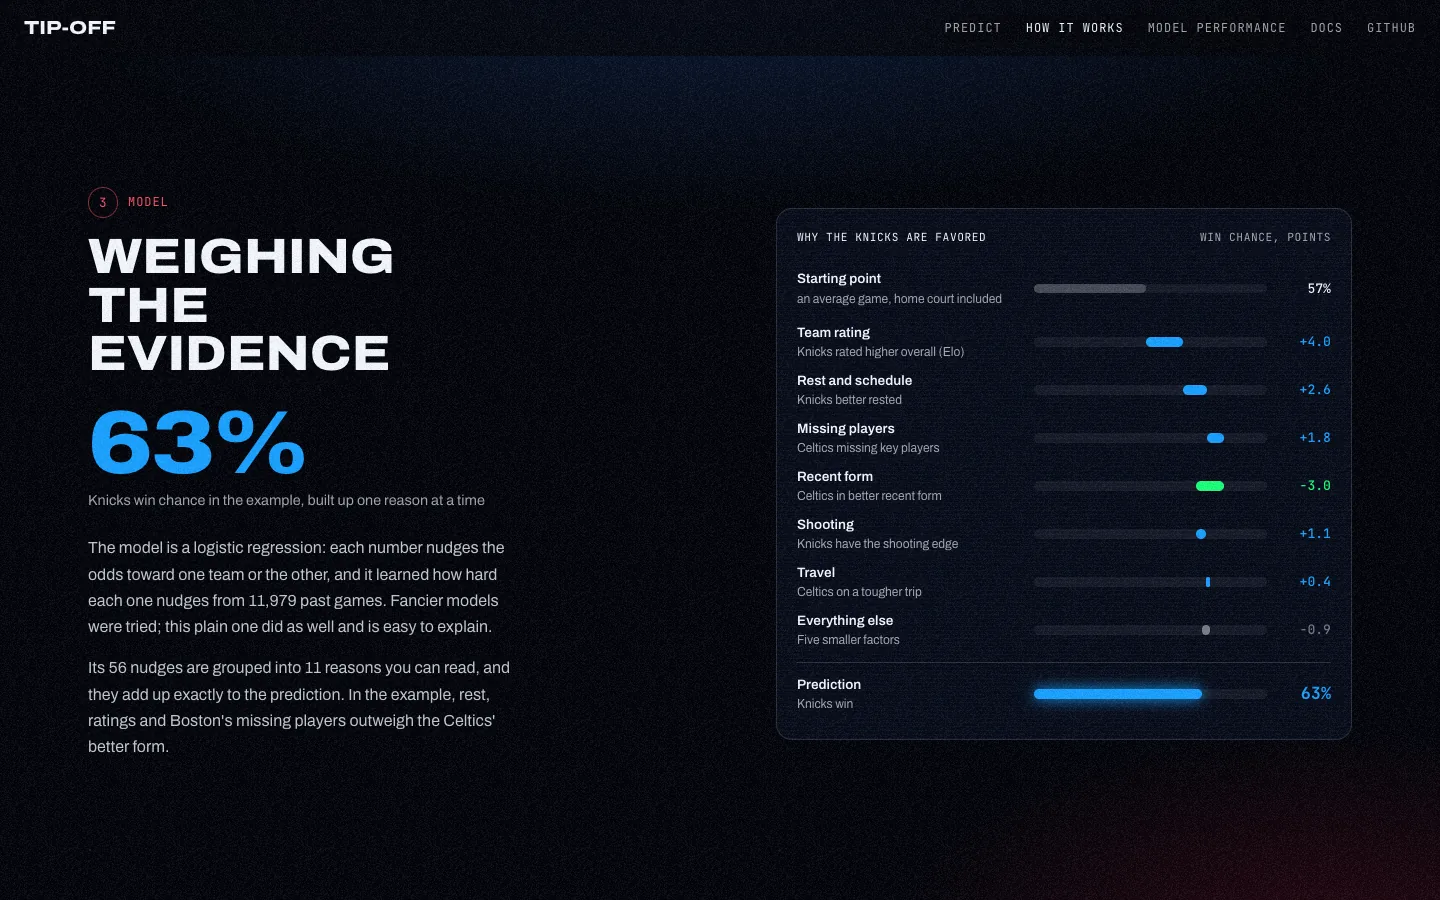 TIP-OFF
PREDICT HOW IT WORKS MODEL PERFORMANCE DOCS GITHUB
3 MODEL
WEIGHING
THE
EVIDENCE
63%
Knicks win chance in the example, built up one reason at a time
The model is a logistic regression: each number nudges the
odds toward one team or the other, and it learned how hard
each one nudges from 11,979 past games. Fancier models
were tried; this plain one did as well and is easy to explain.
Its 56 nudges are grouped into 11 reasons you can read, and
they add up exactly to the prediction. In the example, rest,
ratings and Boston's missing players outweigh the Celtics'
better form.
WHY THE KNICKS ARE FAVORED WIN CHANCE, POINTS
Starting point
an average game, home court included
57%
Team rating
Knicks rated higher overall (Elo)
+4.0
Rest and schedule
Knicks better rested
+2.6
Missing players
Celtics missing key players
+1.8
Recent form
Celtics in better recent form
-3.0
Shooting
Knicks have the shooting edge
+1.1
Travel
Celtics on a tougher trip
+0.4
Everything else
Five smaller factors
-0.9
Prediction
Knicks win
63%